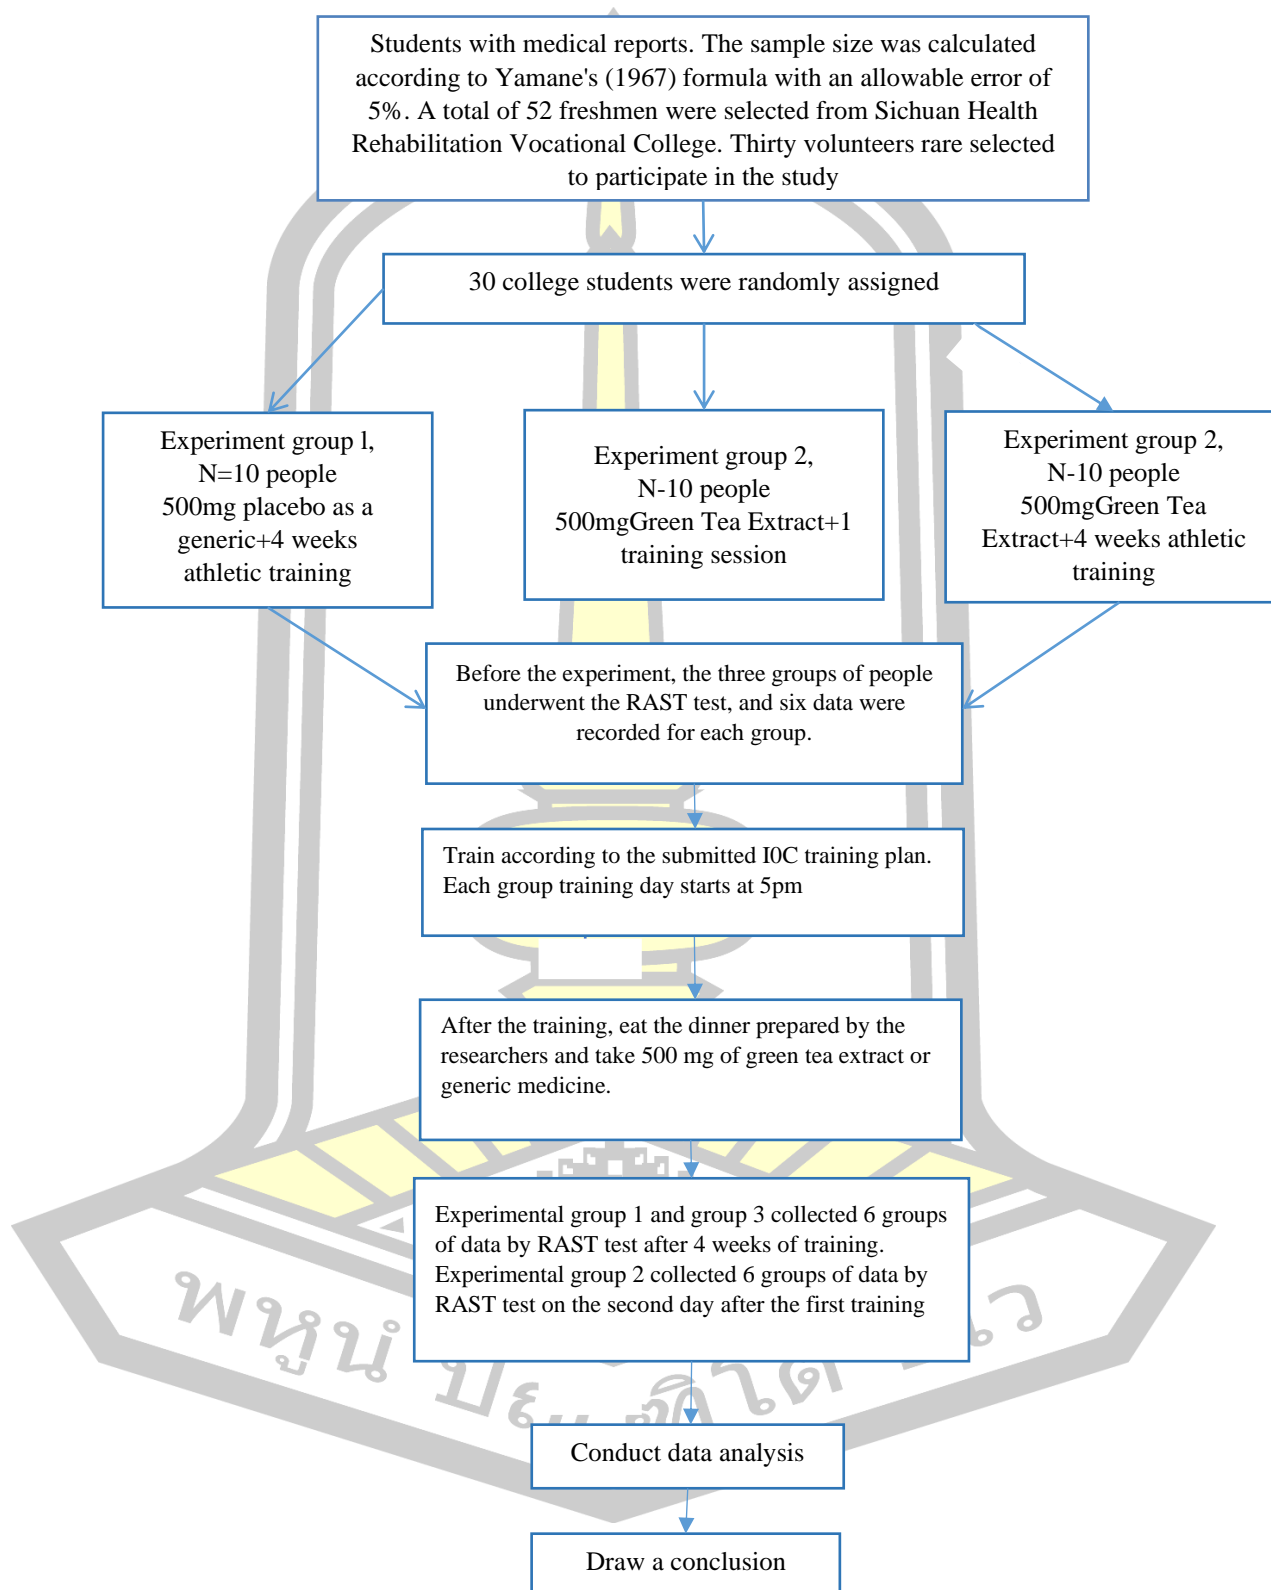 Students with medical reports. The sample size was calculated
according to Yamane's (1967) formula with an allowable error of
5%. A total of 52 freshmen were selected from Sichuan Health
Rehabilitation Vocational College. Thirty volunteers rare selected
to participate in the study
30 college students were randomly assigned
Experiment group l,
N=10 people
500mg placebo as a
generic+4 weeks
athletic training
Experiment group 2,
N-10 people
500mgGreen Tea Extract+1
training session
Experiment group 2,
N-10 people
500mgGreen Tea
Extract+4 weeks athletic
training
Before the experiment, the three groups of people
underwent the RAST test, and six data were
recorded for each group.
Train according to the submitted I0C training plan.
Each group training day starts at 5pm
After the training, eat the dinner prepared by the
researchers and take 500 mg of green tea extract or
generic medicine.
Experimental group 1 and group 3 collected 6 groups
of data by RAST test after 4 weeks of training.
Experimental group 2 collected 6 groups of data by
RAST test on the second day after the first training
พหูนํ
Conduct data analysis
Draw a conclusion